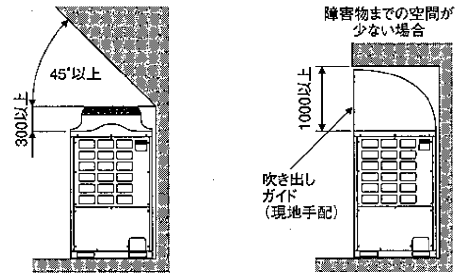 45°以上
300以上
障害物までの空間が
少ない場合
1000以上
吹き出し
ガイド
(現地手配)